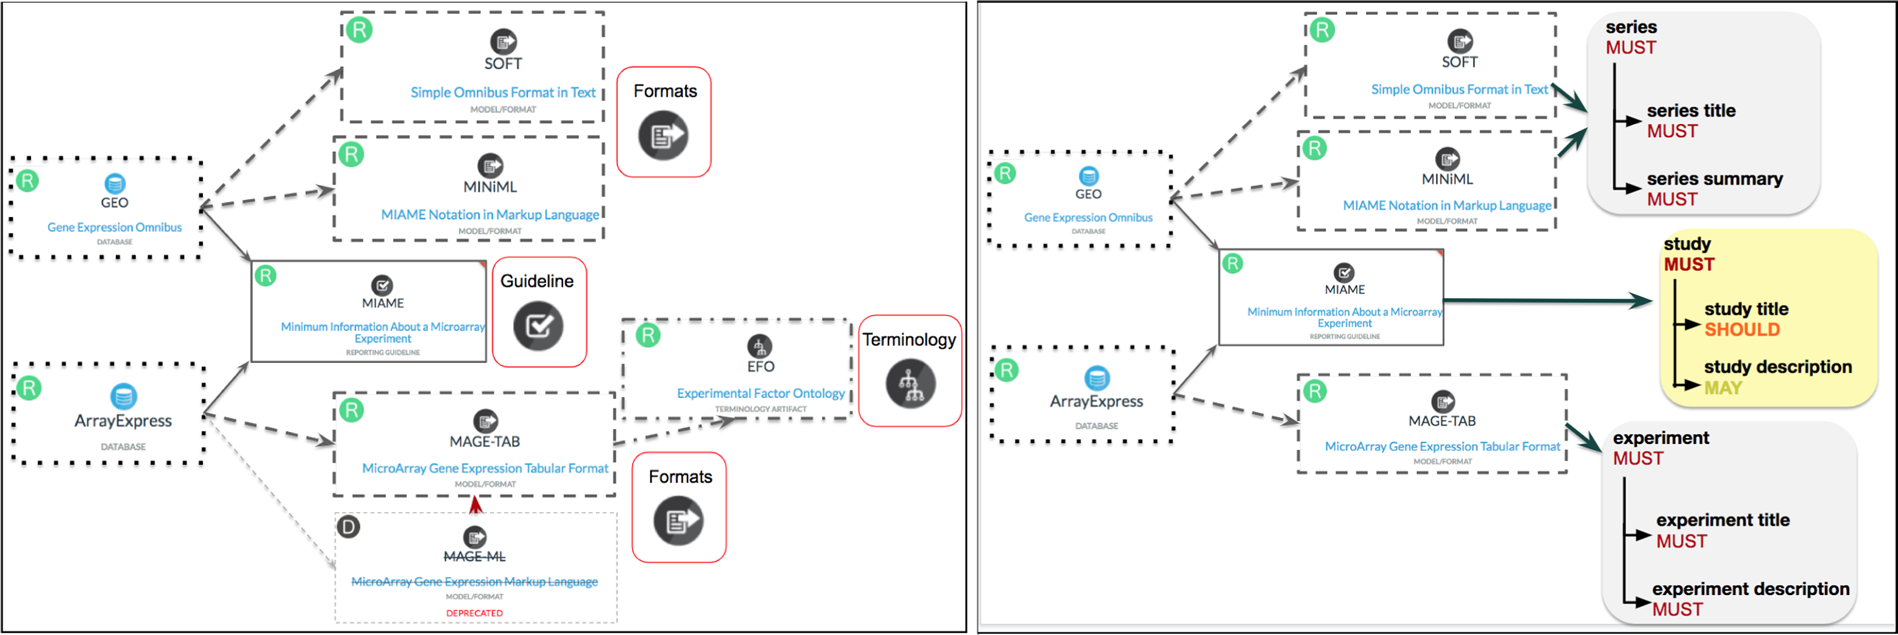 R
SOFT
Simple Omnibus Format in Text
MODEL/FORMAT
Formats
R
MINiML
MIAME Notation in Markup Language
MODEL/FORMAT
R
GEO
Gene Expression Omnibus
DATABASE
R
MIAME
Minimum Information About a Microarray
Experiment
REPORTING GUIDELINE
Guideline
R
EFO
Experimental Factor Ontology
TERMINOLOGY ARTIFACT
Terminology
R
ArrayExpress
DATABASE
R
MAGE-TAB
MicroArray Gene Expression Tabular Format
MODEL/FORMAT
Formats
D
MAGE-ML
MicroArray Gene Expression Markup Language
MODEL/FORMAT
DEPRECATED
R
SOFT
Simple Omnibus Format in Text
MODEL/FORMAT
R
MINiML
MIAME Notation in Markup Language
MODEL/FORMAT
series
MUST
series title
MUST
series summary
MUST
R
GEO
Gene Expression Omnibus
DATABASE
R
MIAME
Minimum Information About a Microarray
Experiment
REPORTING GUIDELINE
study
MUST
study title
SHOULD
study description
MAY
R
ArrayExpress
DATABASE
R
MAGE-TAB
MicroArray Gene Expression Tabular Format
MODEL/FORMAT
experiment
MUST
experiment title
MUST
experiment description
MUST